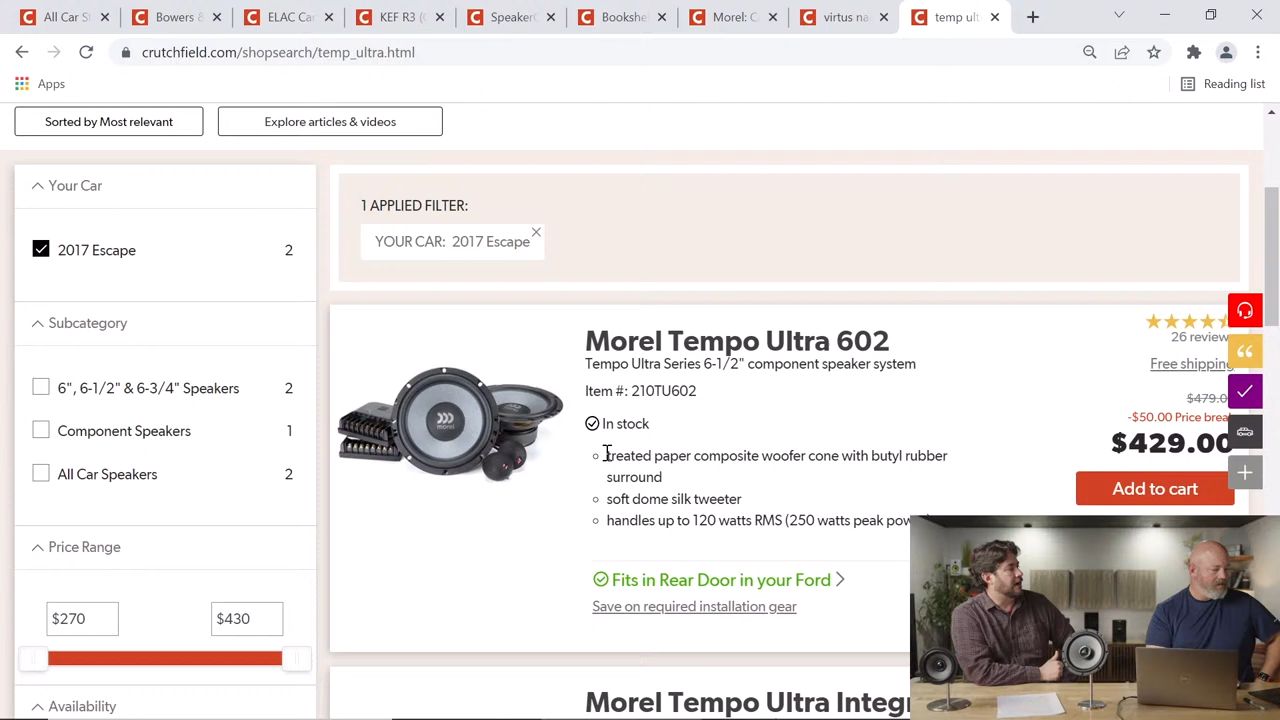 All Car S
Bowers &
ELAC Car
KEF R3 (
SpeakerC
Bookshel
Morel: C
virtus na
temp ult
crutchfield.com/shopsearch/temp_ultra.html
Apps
Reading list
Sorted by Most relevant
Explore articles & videos
Your Car
2017 Escape 2
Subcategory
6", 6-1/2" & 6-3/4" Speakers 2
Component Speakers 1
All Car Speakers 2
Price Range
$270 $430
Availability
1 APPLIED FILTER:
YOUR CAR: 2017 Escape
morel
Morel Tempo Ultra 602
Tempo Ultra Series 6-1/2" component speaker system
Item #: 210TU602
In stock
treated paper composite woofer cone with butyl rubber
surround
soft dome silk tweeter
handles up to 120 watts RMS (250 watts peak pow
Fits in Rear Door in your Ford
Save on required installation gear
26 review
Free shipping
$479.0
-$50.00 Price brea
$429.00
Add to cart
Morel Tempo Ultra Integ